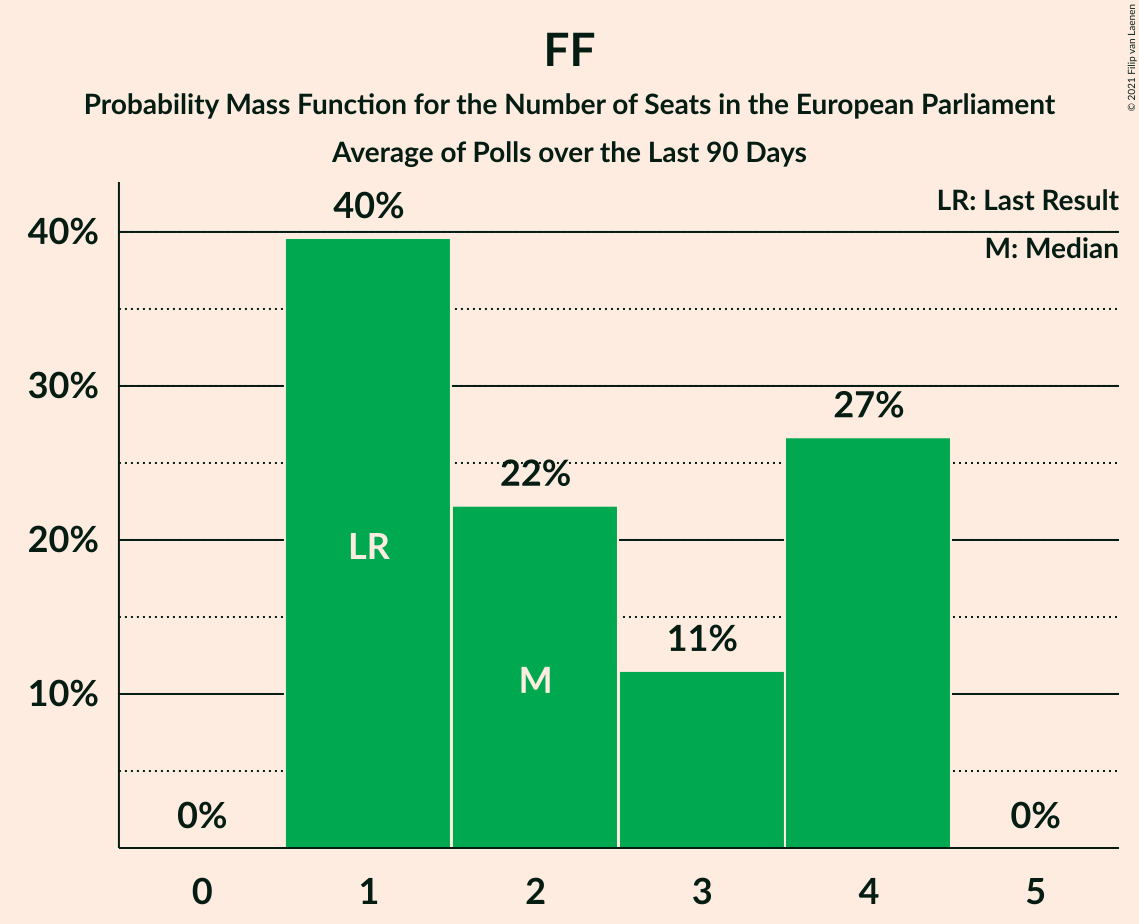 FF
Probability Mass Function for the Number of Seats in the European Parliament
Average of Polls over the Last 90 Days
© 2021 Filip van Laenen
LR: Last Result
M: Median
40%
30%
20%
10%
0%
40%
22%
11%
27%
0%
LR
M
0 1 2 3 4 5